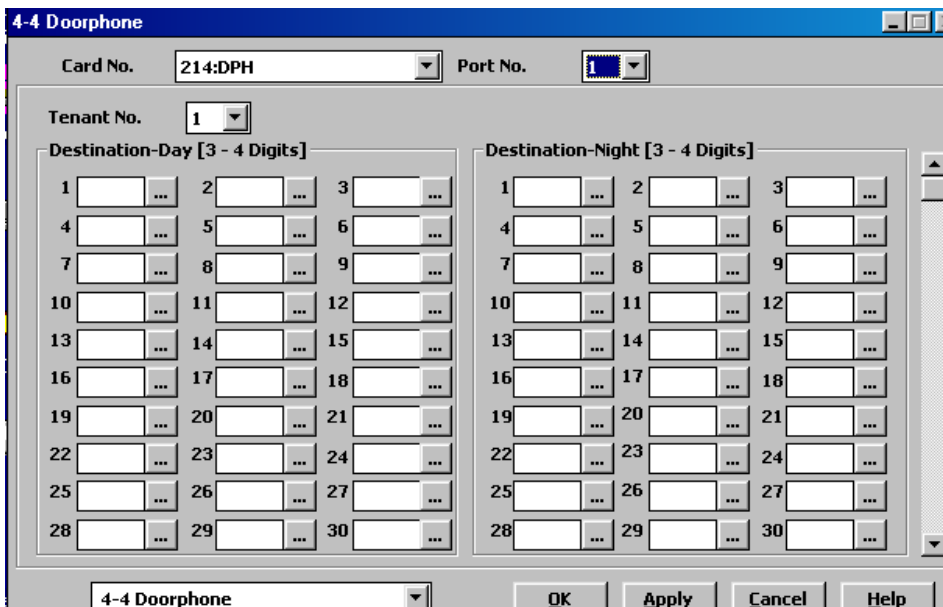 4-4 Doorphone
Card No. 214:DPH Port No. 1
Tenant No. 1
Destination-Day [3 - 4 Digits] Destination-Night [3 - 4 Digits]
1 ... 2 ... 3 ... 1 ... 2 ... 3 ...
4 ... 5 ... 6 ... 4 ... 5 ... 6 ...
7 ... 8 ... 9 ... 7 ... 8 ... 9 ...
10 ... 11 ... 12 ... 10 ... 11 ... 12 ...
13 ... 14 ... 15 ... 13 ... 14 ... 15 ...
16 ... 17 ... 18 ... 16 ... 17 ... 18 ...
19 ... 20 ... 21 ... 19 ... 20 ... 21 ...
22 ... 23 ... 24 ... 22 ... 23 ... 24 ...
25 ... 26 ... 27 ... 25 ... 26 ... 27 ...
28 ... 29 ... 30 ... 28 ... 29 ... 30 ...
4-4 Doorphone OK Apply Cancel Help